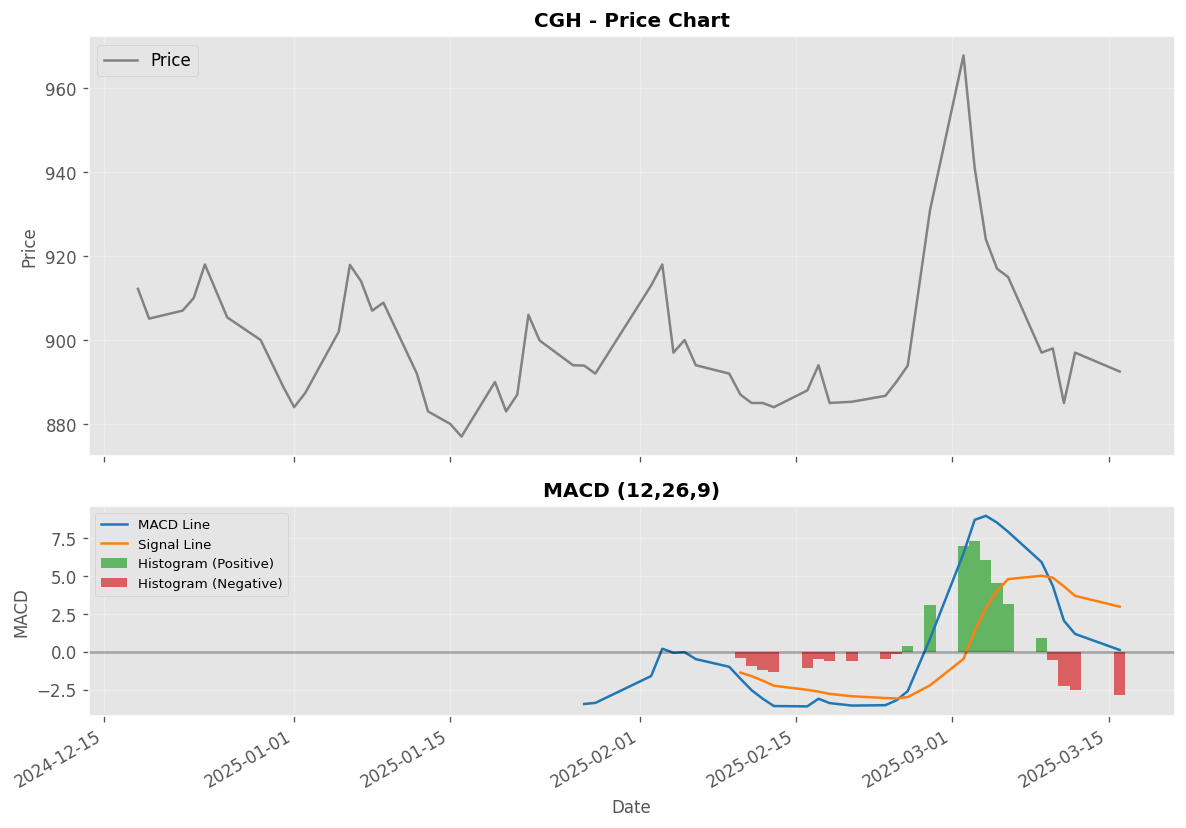 CGH - Price Chart
Price
960
940
920
900
880
Price
MACD (12,26,9)
MACD Line
Signal Line
Histogram (Positive)
Histogram (Negative)
7.5
5.0
2.5
0.0
−2.5
MACD
2024-12-15
2025-01-01
2025-01-15
2025-02-01
2025-02-15
2025-03-01
2025-03-15
Date